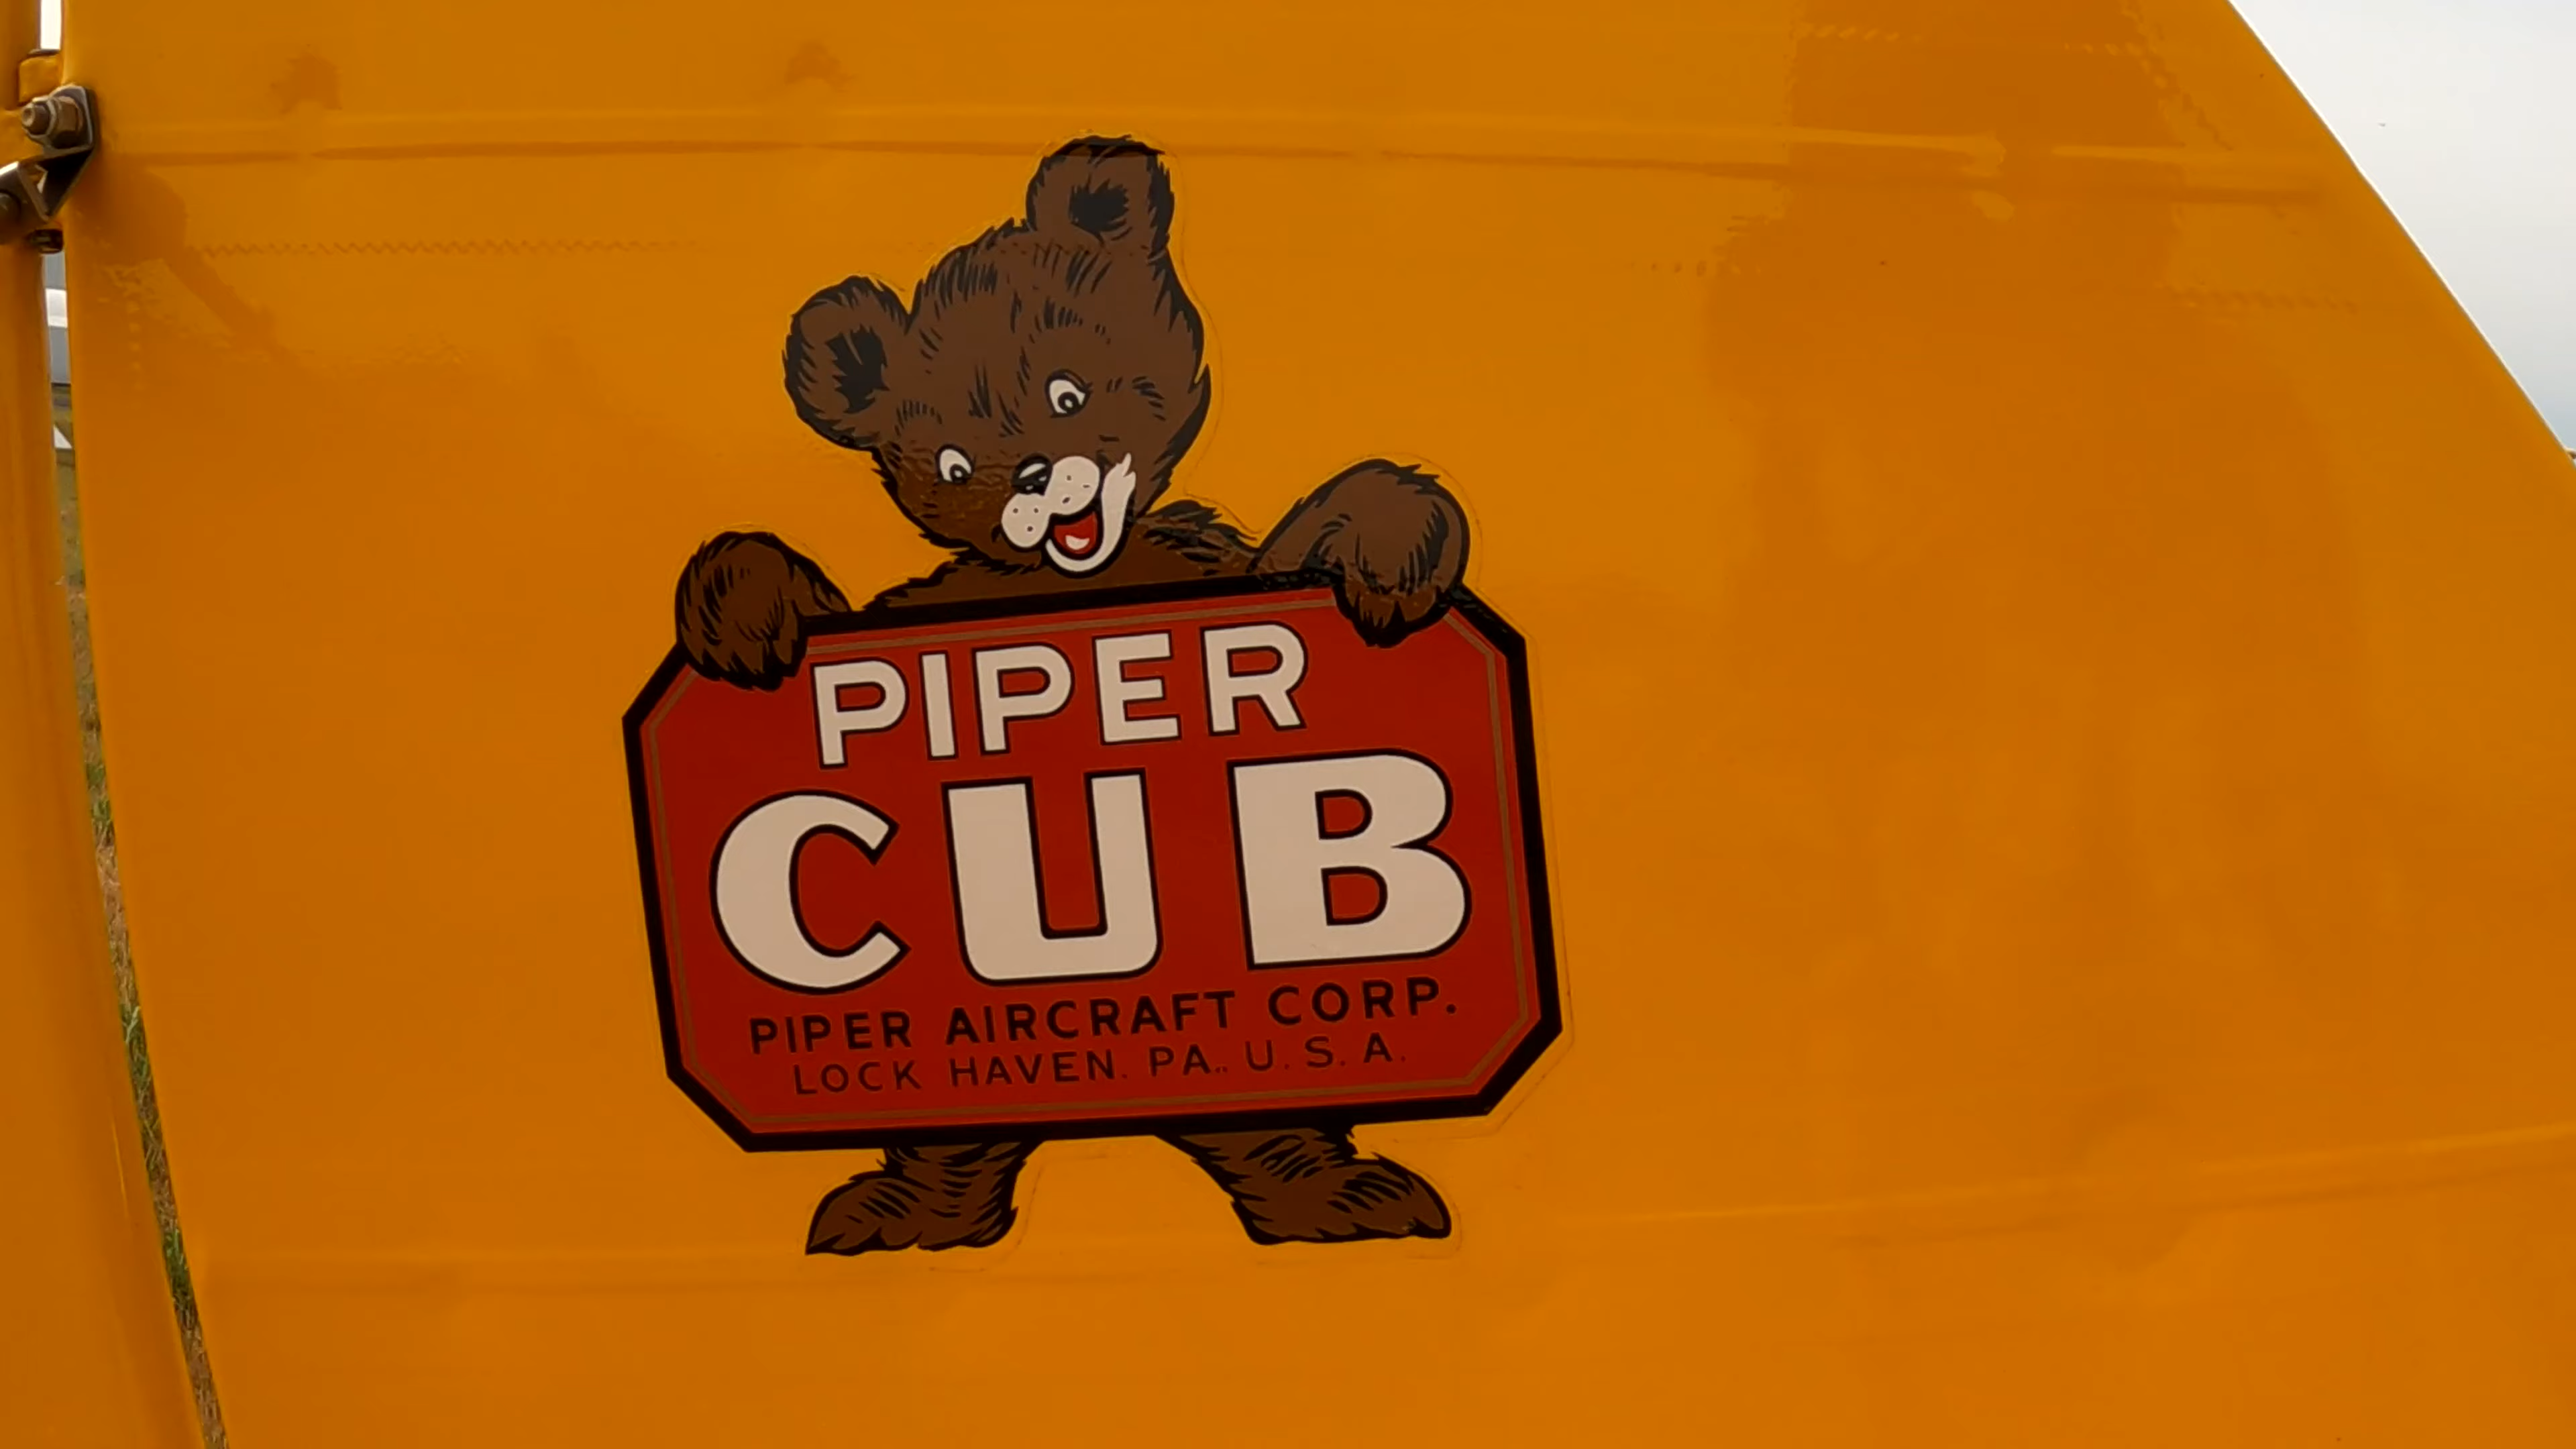 PIPER
CUB
PIPER AIRCRAFT CORP.
LOCK HAVEN. PA.. U. S. A.